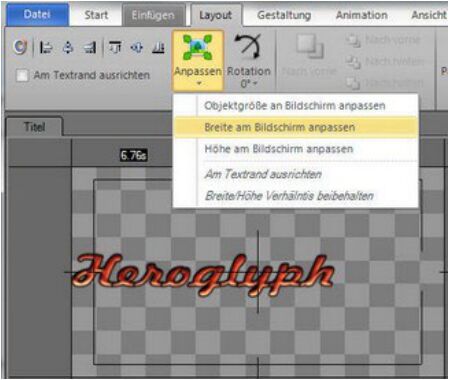 Datei Start Einfügen Layout Gestaltung Animation Ansicht
Nach vorne
Am Textrand ausrichten Anpassen Rotation Nach vorne Nach hinten
0°
Objektgröße an Bildschirm anpassen
Breite am Bildschirm anpassen
Titel
Höhe am Bildschirm anpassen
6.76s
Am Textrand ausrichten
Breite/Höhe Verhältnis beibehalten
Heroglyph